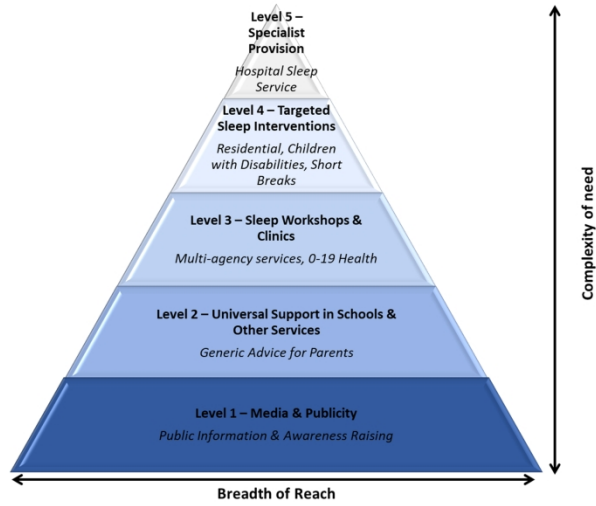 Level 5 –
Specialist
Provision
Hospital Sleep
Service
Level 4 – Targeted
Sleep Interventions
Residential, Children
with Disabilities, Short
Breaks
Level 3 – Sleep Workshops &
Clinics
Multi-agency services, 0-19 Health
Level 2 – Universal Support in Schools &
Other Services
Generic Advice for Parents
Level 1 – Media & Publicity
Public Information & Awareness Raising
Breadth of Reach
Complexity of need